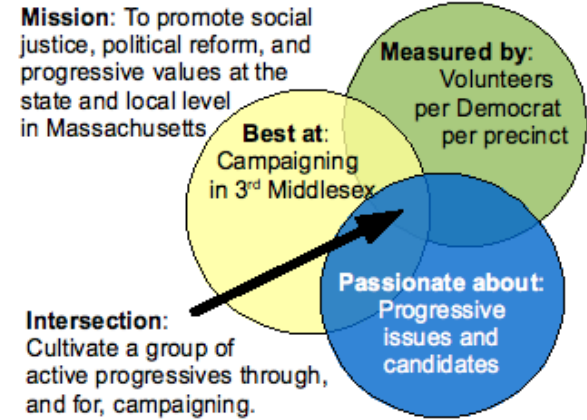 Mission: To promote social
justice, political reform, and
progressive values at the
state and local level
in Massachusetts
Measured by:
Volunteers
per Democrat
per precinct
Best at:
Campaigning
in 3rd Middlesex
Passionate about:
Progressive
issues and
candidates
Intersection:
Cultivate a group of
active progressives through,
and for, campaigning.